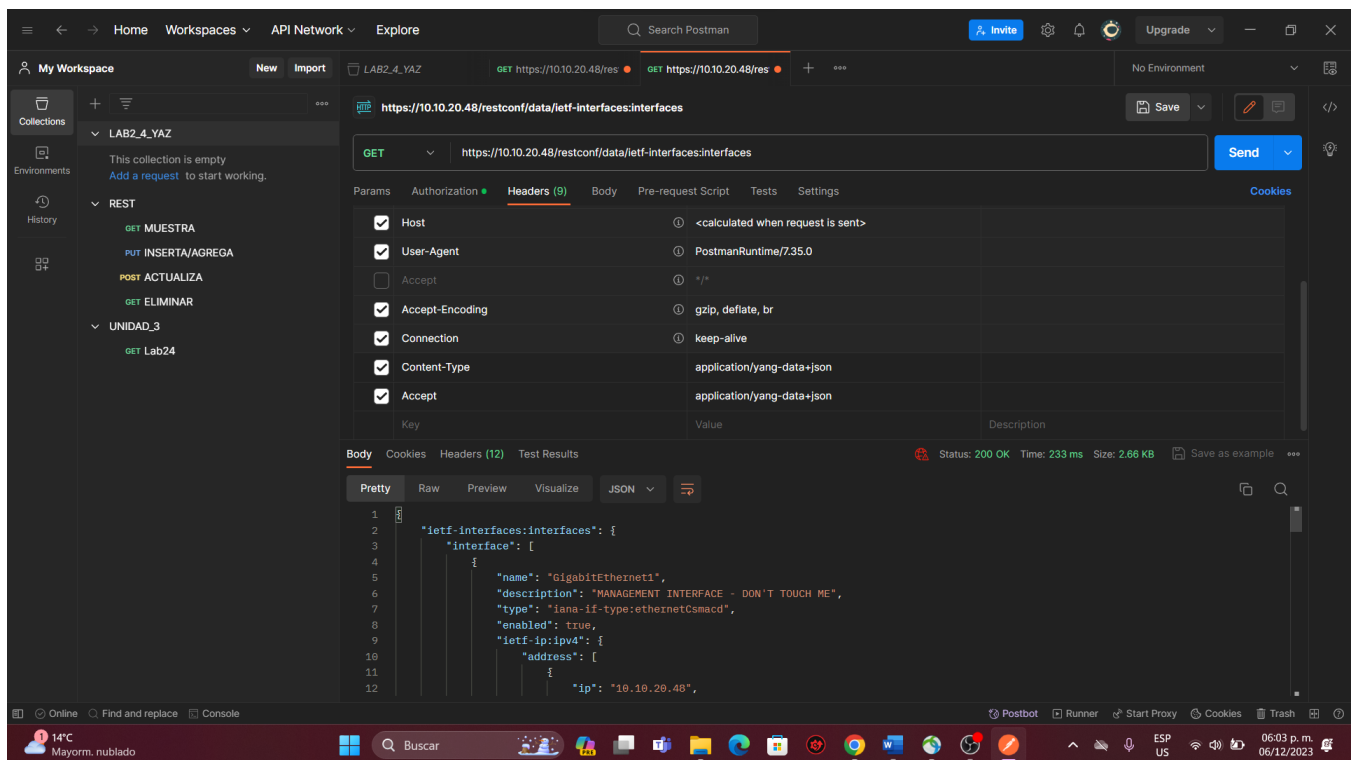 Home Workspaces API Network Explore Search Postman Invite Upgrade
My Workspace New Import LAB2_4_YAZ GET https://10.10.20.48/res GET https://10.10.20.48/res No Environment
Collections
Environments
History
LAB2_4_YAZ
This collection is empty
Add a request to start working.
REST
GET MUESTRA
PUT INSERTA/AGREGA
POST ACTUALIZA
GET ELIMINAR
UNIDAD_3
GET Lab24
HTTP https://10.10.20.48/restconf/data/ietf-interfaces:interfaces Save
GET https://10.10.20.48/restconf/data/ietf-interfaces:interfaces Send
Params Authorization Headers (9) Body Pre-request Script Tests Settings Cookies
Host <calculated when request is sent>
User-Agent PostmanRuntime/7.35.0
Accept */*
Accept-Encoding gzip, deflate, br
Connection keep-alive
Content-Type application/yang-data+json
Accept application/yang-data+json
Key Value Description
Body Cookies Headers (12) Test Results Status: 200 OK Time: 233 ms Size: 2.66 KB Save as example
Pretty Raw Preview Visualize JSON
1 {
2 "ietf-interfaces:interfaces": {
3 "interface": [
4 {
5 "name": "GigabitEthernet1",
6 "description": "MANAGEMENT INTERFACE - DON'T TOUCH ME",
7 "type": "iana-if-type:ethernetCsmacd",
8 "enabled": true,
9 "ietf-ip:ipv4": {
10 "address": [
11 {
12 "ip": "10.10.20.48",
Online Find and replace Console Postbot Runner Start Proxy Cookies Trash
1 14°C
Mayorm. nublado
Buscar
PRE
ESP
US
06:03 p. m.
06/12/2023